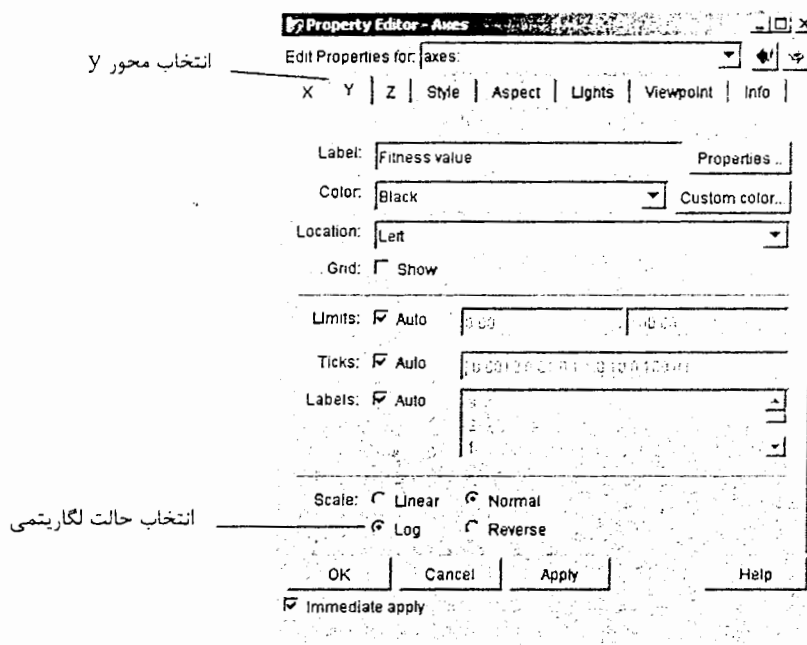 Property Editor - Axes
Edit Properties for: axes:
انتخاب محور y
X Y Z Style Aspect Lights Viewpoint Info
Label: Fitness value Properties ..
Color: Black Custom color...
Location: Left
Grid: Show
Limits: Auto
Ticks: Auto
Labels: Auto
Scale: Linear Normal
انتخاب حالت لگاریتمی
Log Reverse
OK Cancel Apply Help
Immediate apply